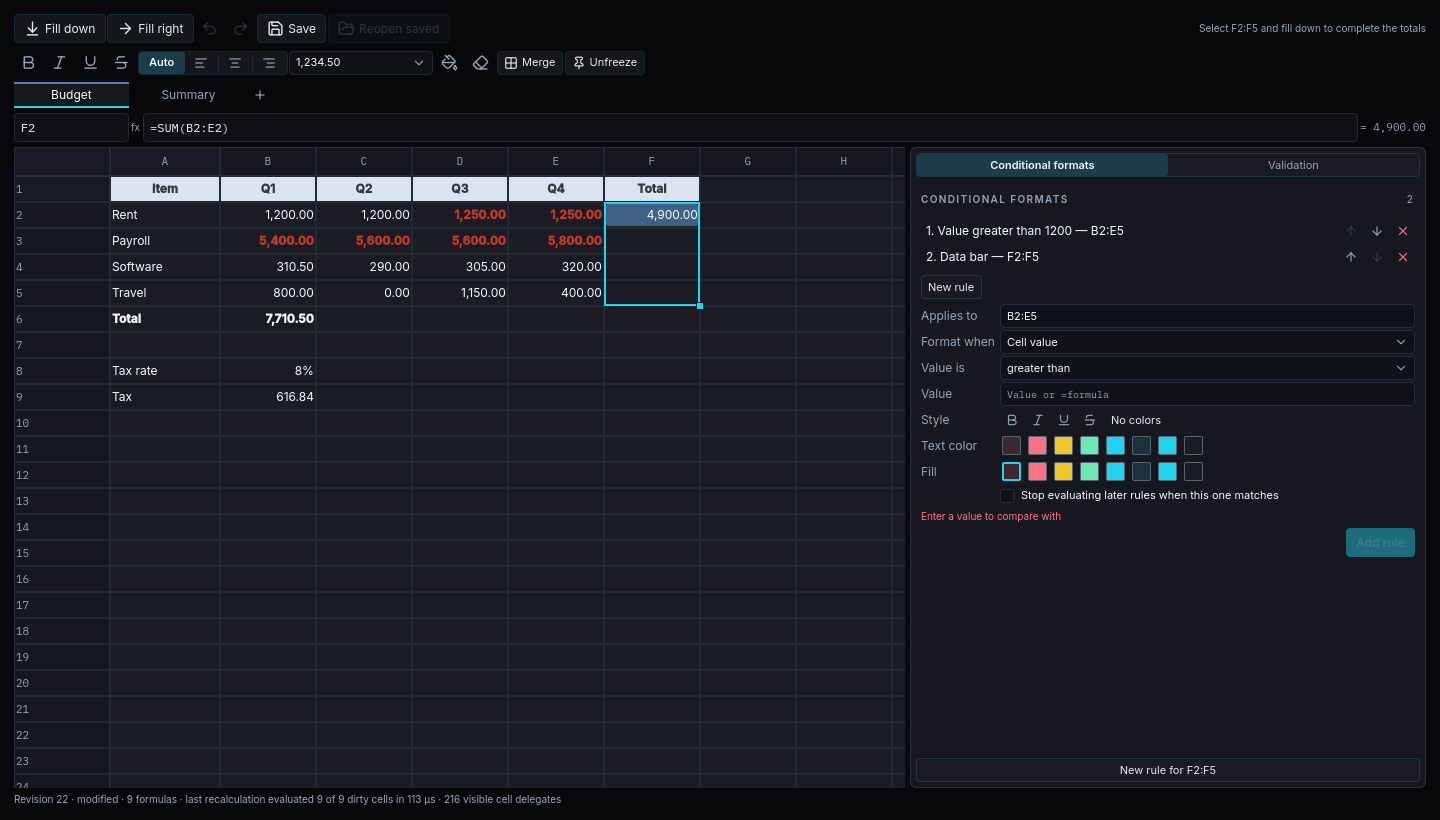 Fill down Fill right Save Reopen saved Select F2:F5 and fill down to complete the totals
B I U S Auto 1,234.50 Merge Unfreeze
Budget Summary +
F2 fx =SUM(B2:E2) = 4,900.00
A B C D E F G H
1 Item Q1 Q2 Q3 Q4 Total
2 Rent 1,200.00 1,200.00 1,250.00 1,250.00 4,900.00
3 Payroll 5,400.00 5,600.00 5,600.00 5,800.00
4 Software 310.50 290.00 305.00 320.00
5 Travel 800.00 0.00 1,150.00 400.00
6 Total 7,710.50
7
8 Tax rate 8%
9 Tax 616.84
10
11
12
13
14
15
16
17
18
19
20
21
22
23
24
Conditional formats Validation
CONDITIONAL FORMATS 2
1. Value greater than 1200 — B2:E5
2. Data bar — F2:F5
New rule
Applies to B2:E5
Format when Cell value
Value is greater than
Value Value or =formula
Style B I U S No colors
Text color
Fill
Stop evaluating later rules when this one matches
Enter a value to compare with
Add rule
New rule for F2:F5
Revision 22 · modified · 9 formulas · last recalculation evaluated 9 of 9 dirty cells in 113 µs · 216 visible cell delegates